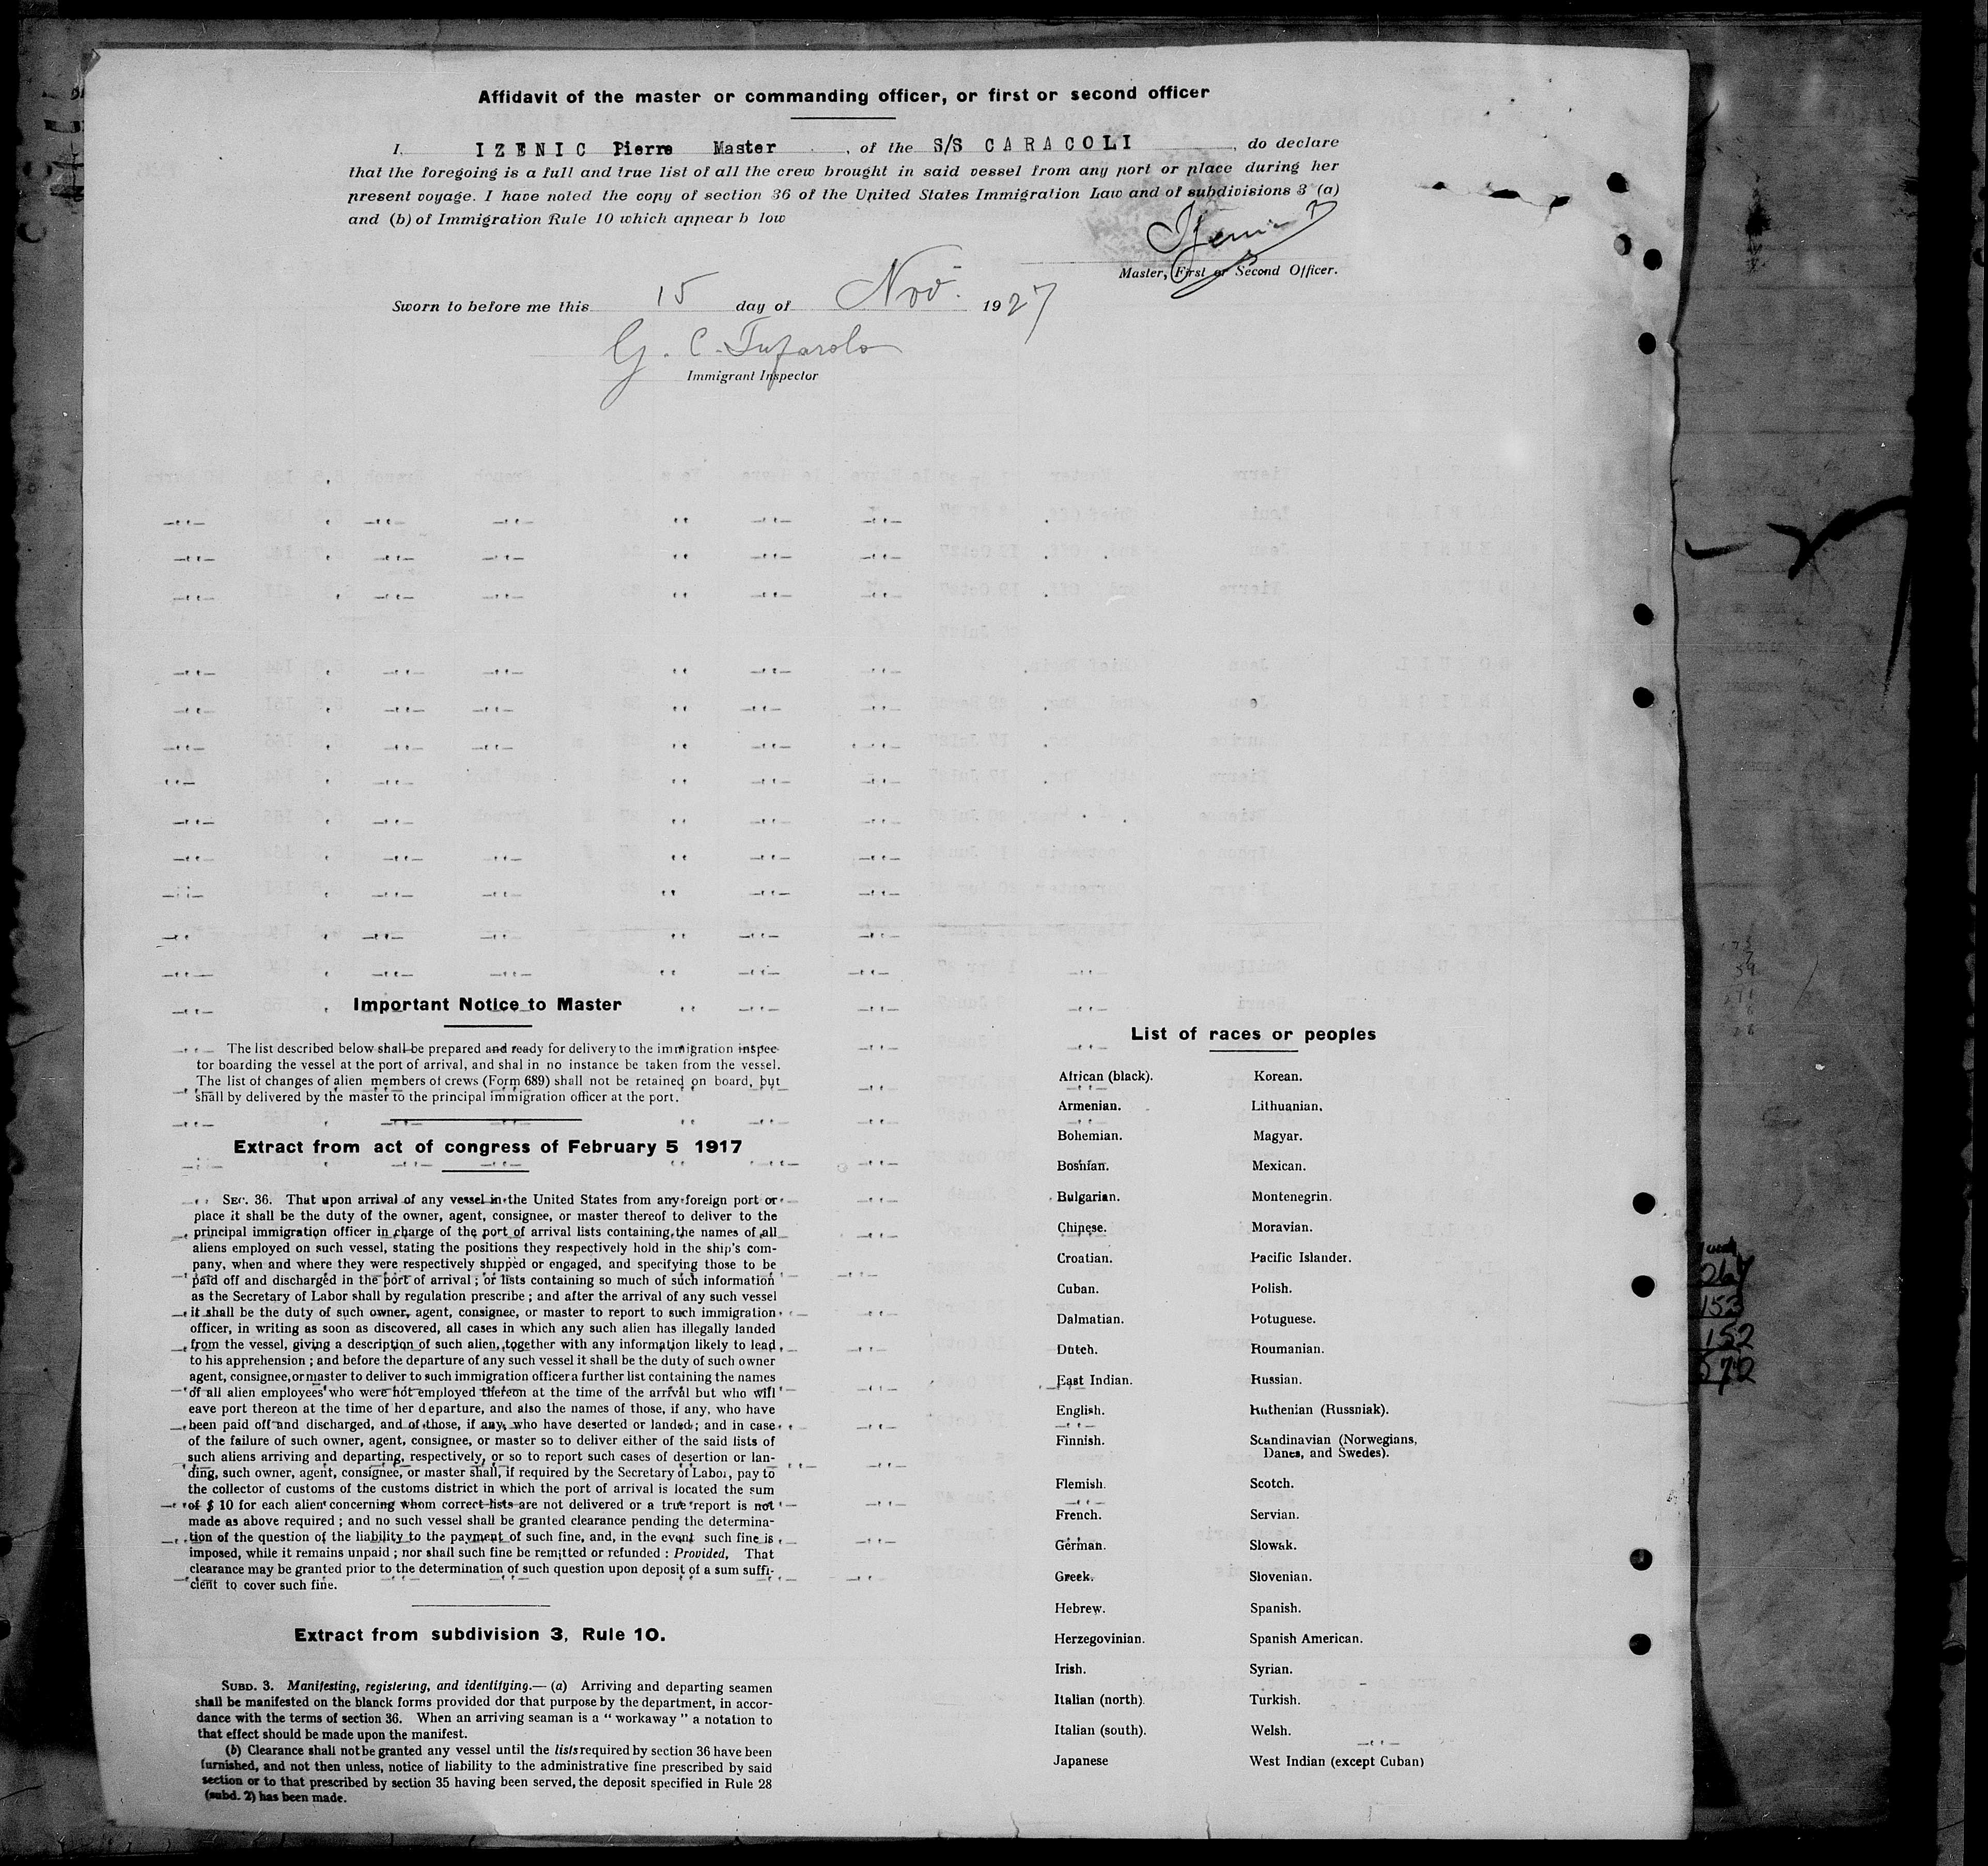 Affidavit of the master or commanding officer, or first or second officer
I, IZENIC Pierre Master , of the S/S CARACOLI , do declare
that the foregoing is a full and true list of all the crew brought in said vessel from any port or place during her
present voyage. I have noted the copy of section 36 of the United States Immigration Law and of subdivisions 3 (a)
and (b) of Immigration Rule 10 which appear b low
Master, First or Second Officer.
Sworn to before me this 15 day of Nov. 1927
G. C.
Immigrant Inspector
Important Notice to Master
The list described below shall be prepared and ready for delivery to the immigration inspec-
tor boarding the vessel at the port of arrival, and shal in no instance be taken from the vessel.
The list of changes of alien members of crews (Form 689) shall not be retained on board, but
shall by delivered by the master to the principal immigration officer at the port.
Extract from act of congress of February 5 1917
SEC. 36. That upon arrival of any vessel in the United States from any foreign port or
place it shall be the duty of the owner, agent, consignee, or master thereof to deliver to the
principal immigration officer in charge of the port of arrival lists containing the names of all
aliens employed on such vessel, stating the positions they respectively hold in the ship's com-
pany, when and where they were respectively shipped or engaged, and specifying those to be
paid off and discharged in the port of arrival ; or lists containing so much of such information
as the Secretary of Labor shall by regulation prescribe ; and after the arrival of any such vessel
it shall be the duty of such owner, agent, consignee, or master to report to such immigration
officer, in writing as soon as discovered, all cases in which any such alien has illegally landed
from the vessel, giving a description of such alien, together with any information likely to lead
to his apprehension ; and before the departure of any such vessel it shall be the duty of such owner
agent, consignee, or master to deliver to such immigration officer a further list containing the names
of all alien employees who were not employed thereon at the time of the arrival but who will
eave port thereon at the time of her departure, and also the names of those, if any, who have
been paid off and discharged, and of those, if any, who have deserted or landed ; and in case
of the failure of such owner, agent, consignee, or master so to deliver either of the said lists of
such aliens arriving and departing, respectively, or so to report such cases of desertion or lan-
ding, such owner, agent, consignee, or master shall, if required by the Secretary of Labor, pay to
the collector of customs of the customs district in which the port of arrival is located the sum
of $ 10 for each alien concerning whom correct lists are not delivered or a true report is not
made as above required ; and no such vessel shall be granted clearance pending the determina-
tion of the question of the liability to the payment of such fine, and, in the event such fine is
imposed, while it remains unpaid ; nor shall such fine be remitted or refunded : Provided, That
clearance may be granted prior to the determination of such question upon deposit of a sum suffi-
cient to cover such fine.
Extract from subdivision 3, Rule 10.
SUBD. 3. Manifesting, registering, and identifying.— (a) Arriving and departing seamen
shall be manifested on the blanck forms provided dor that purpose by the department, in accor-
dance with the terms of section 36. When an arriving seaman is a “ workaway ” a notation to
that effect should be made upon the manifest.
(b) Clearance shall not be granted any vessel until the lists required by section 36 have been
furnished, and not then unless, notice of liability to the administrative fine prescribed by said
section or to that prescribed by section 35 having been served, the deposit specified in Rule 28
(subd. 2) has been made.
List of races or peoples
African (black).
Armenian.
Bohemian.
Bosnian.
Bulgarian.
Chinese.
Croatian.
Cuban.
Dalmatian.
Dutch.
East Indian.
English.
Finnish.
Flemish.
French.
German.
Greek.
Hebrew.
Herzegovinian.
Irish.
Italian (north).
Italian (south).
Japanese
Korean.
Lithuanian.
Magyar.
Mexican.
Montenegrin.
Moravian.
Pacific Islander.
Polish.
Potuguese.
Roumanian.
Russian.
Ruthenian (Russniak).
Scandinavian (Norwegians,
Danes, and Swedes).
Scotch.
Servian.
Slowak.
Slovenian.
Spanish.
Spanish American.
Syrian.
Turkish.
Welsh.
West Indian (except Cuban)
152